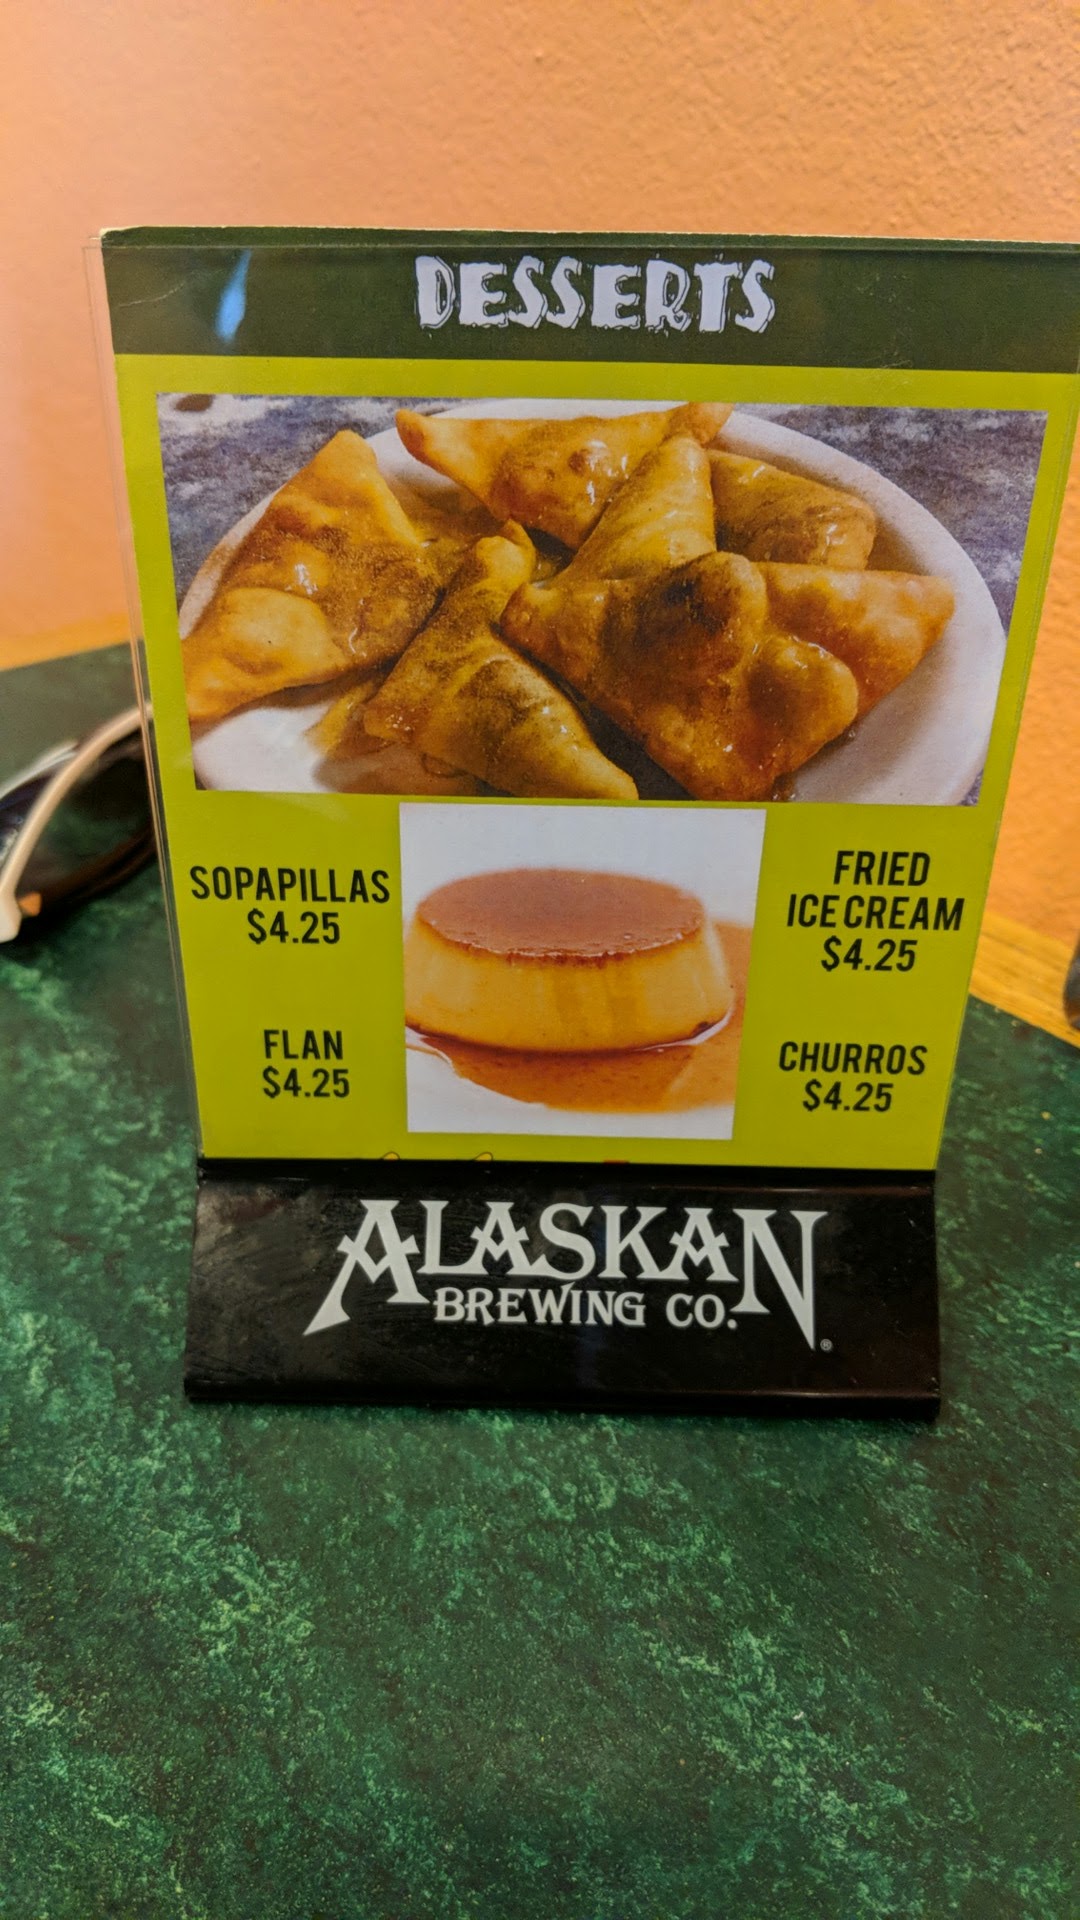 DESSERTS
SOPAPILLAS
$4.25
FLAN
$4.25
FRIED
ICE CREAM
$4.25
CHURROS
$4.25
ALASKAN
BREWING CO.
®